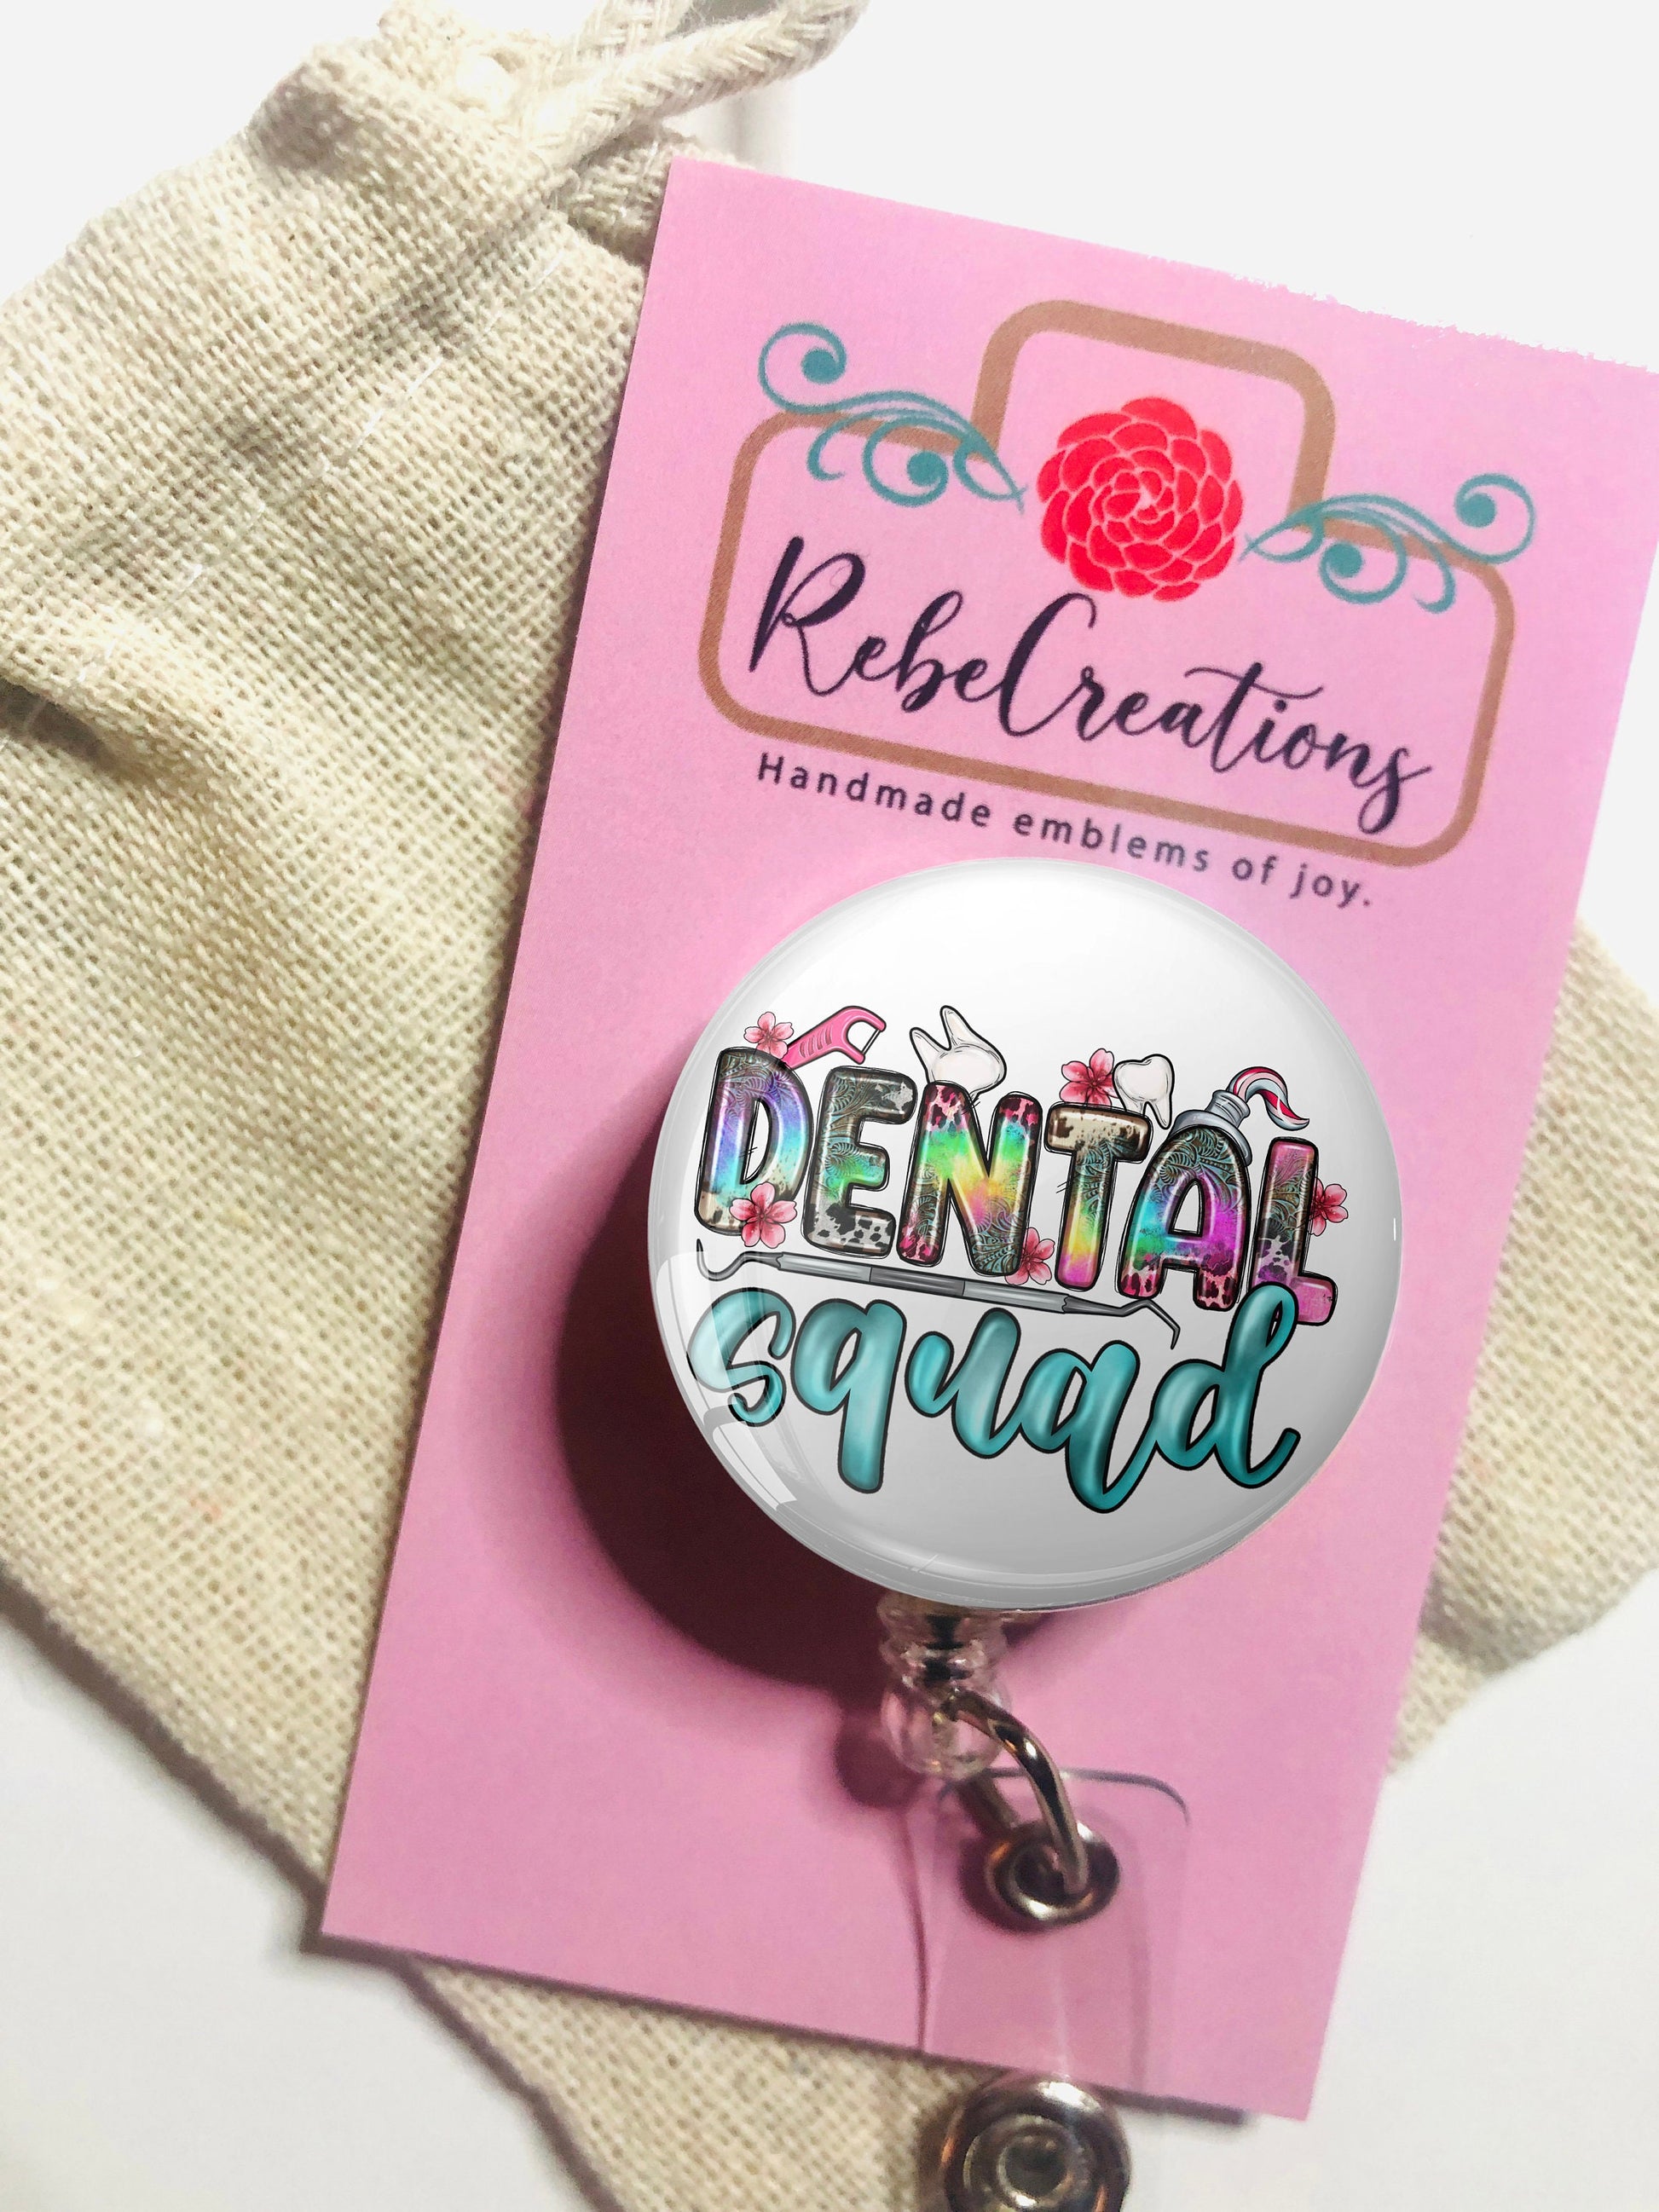 RebeCreations
Handmade emblems of joy.
DENTAL
squad